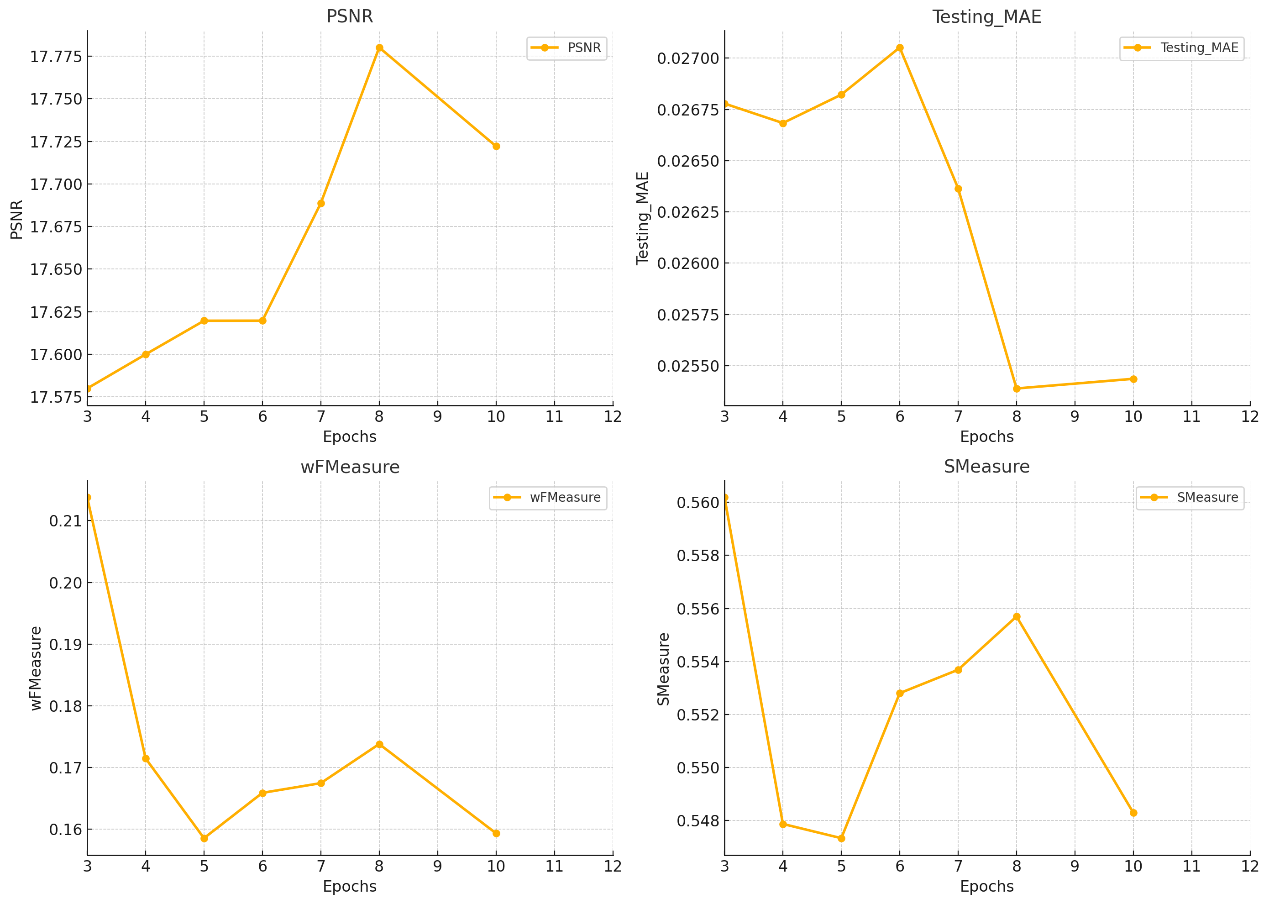 PSNR
PSNR
17.775
17.750
17.725
17.700
17.675
17.650
17.625
17.600
17.575
PSNR
3 4 5 6 7 8 9 10 11 12
Epochs
Testing_MAE
Testing_MAE
0.02700
0.02675
0.02650
0.02625
0.02600
0.02575
0.02550
Testing_MAE
3 4 5 6 7 8 9 10 11 12
Epochs
wFMeasure
wFMeasure
0.21
0.20
0.19
0.18
0.17
0.16
wFMeasure
3 4 5 6 7 8 9 10 11 12
Epochs
SMeasure
SMeasure
0.560
0.558
0.556
0.554
0.552
0.550
0.548
SMeasure
3 4 5 6 7 8 9 10 11 12
Epochs